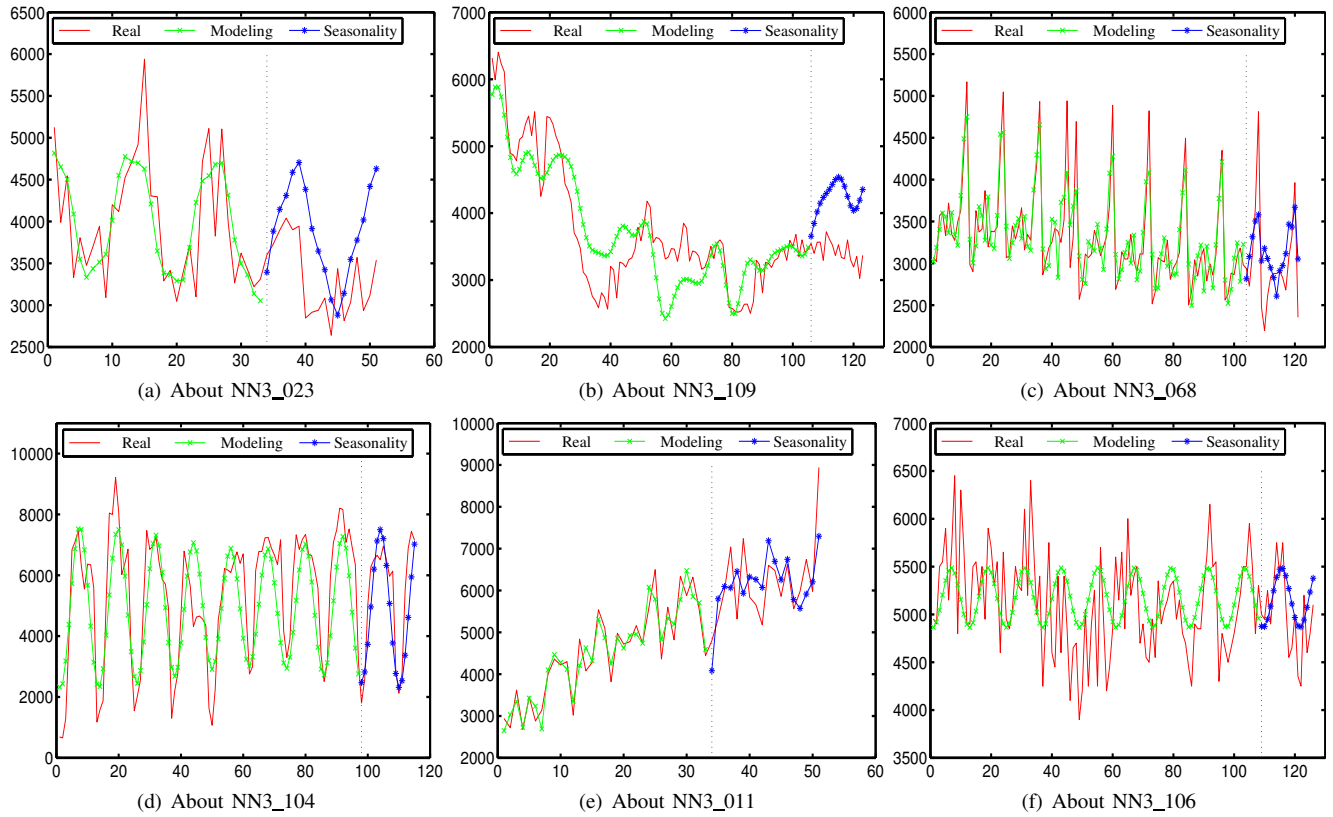 Real Modeling Seasonality
6500
6000
5500
5000
4500
4000
3500
3000
2500
0 10 20 30 40 50 60
(a) About NN3_023
Real Modeling Seasonality
7000
6000
5000
4000
3000
2000
0 20 40 60 80 100 120
(b) About NN3_109
Real Modeling Seasonality
6000
5500
5000
4500
4000
3500
3000
2500
2000
0 20 40 60 80 100 120
(c) About NN3_068
Real Modeling Seasonality
10000
8000
6000
4000
2000
0
0 20 40 60 80 100 120
(d) About NN3_104
Real Modeling Seasonality
10000
9000
8000
7000
6000
5000
4000
3000
2000
0 10 20 30 40 50 60
(e) About NN3_011
Real Modeling Seasonality
7000
6500
6000
5500
5000
4500
4000
3500
0 20 40 60 80 100 120
(f) About NN3_106